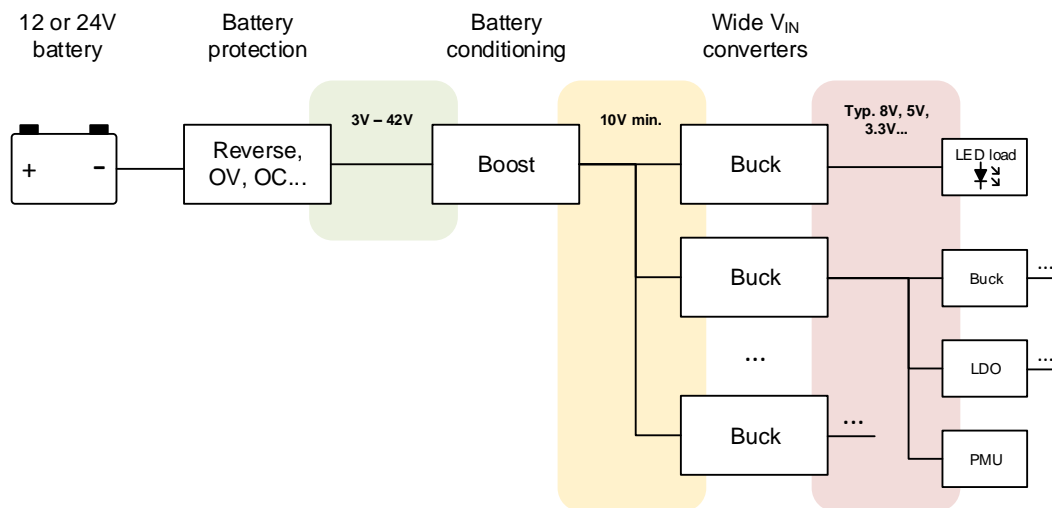 12 or 24V
battery
Battery
protection
Battery
conditioning
Wide VIN
converters
3V – 42V
10V min.
Typ. 8V, 5V,
3.3V...
+
-
Reverse,
OV, OC...
Boost
Buck
LED load
Buck
Buck
...
...
LDO
...
Buck
...
PMU